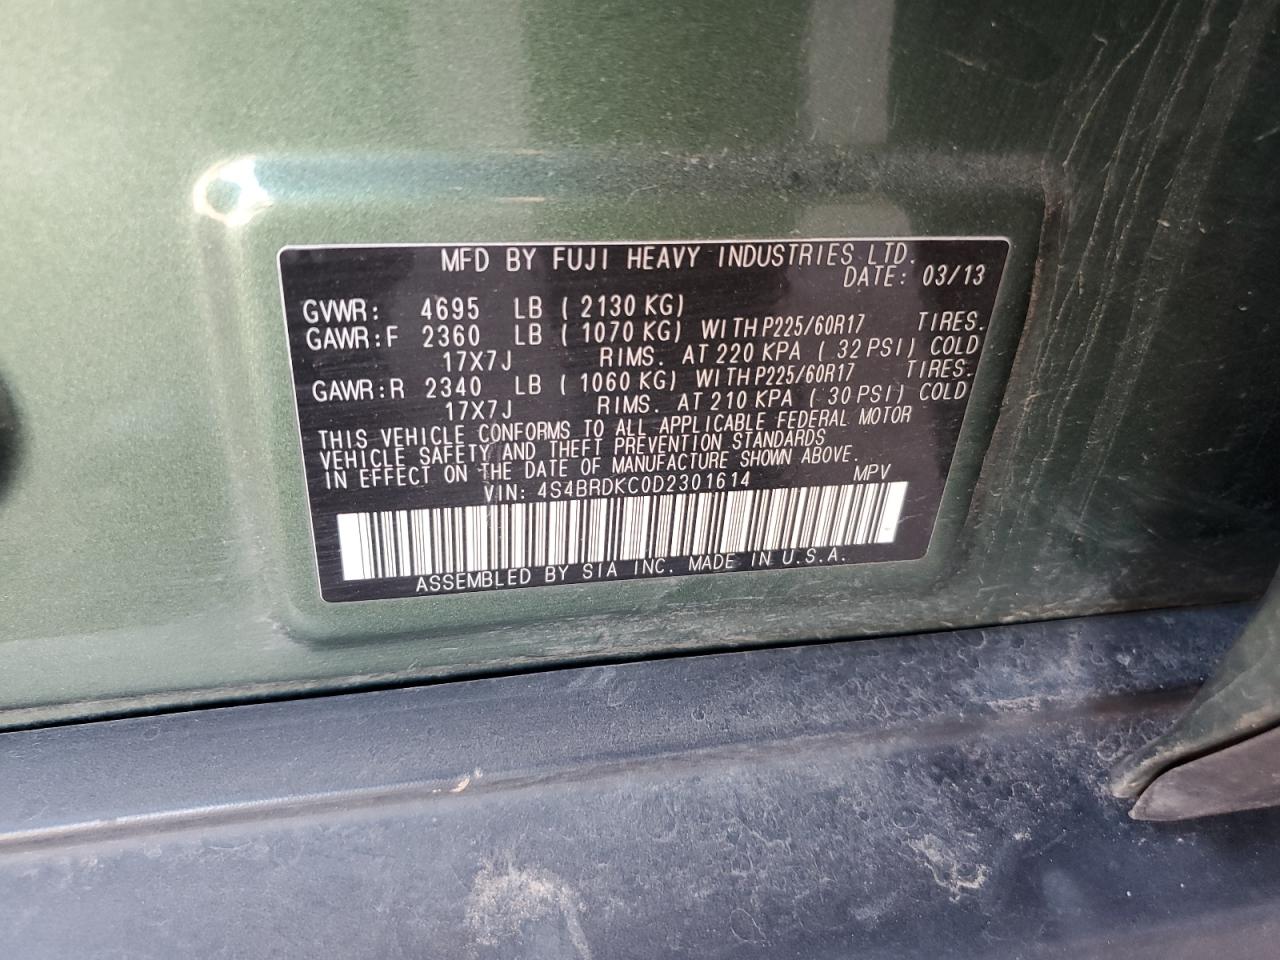 MFD BY FUJI HEAVY INDUSTRIES LTD.
DATE: 03/13
GVWR: 4695 LB ( 2130 KG)
GAWR:F 2360 LB ( 1070 KG) WITH P225/60R17 TIRES.
17X7J RIMS. AT 220 KPA ( 32 PSI) COLD
GAWR:R 2340 LB ( 1060 KG) WITH P225/60R17 TIRES.
17X7J RIMS. AT 210 KPA ( 30 PSI) COLD
THIS VEHICLE CONFORMS TO ALL APPLICABLE FEDERAL MOTOR
VEHICLE SAFETY AND THEFT PREVENTION STANDARDS
IN EFFECT ON THE DATE OF MANUFACTURE SHOWN ABOVE.
VIN: 4S4BRDKC0D2301614 MPV
ASSEMBLED BY SIA INC. MADE IN U.S.A.